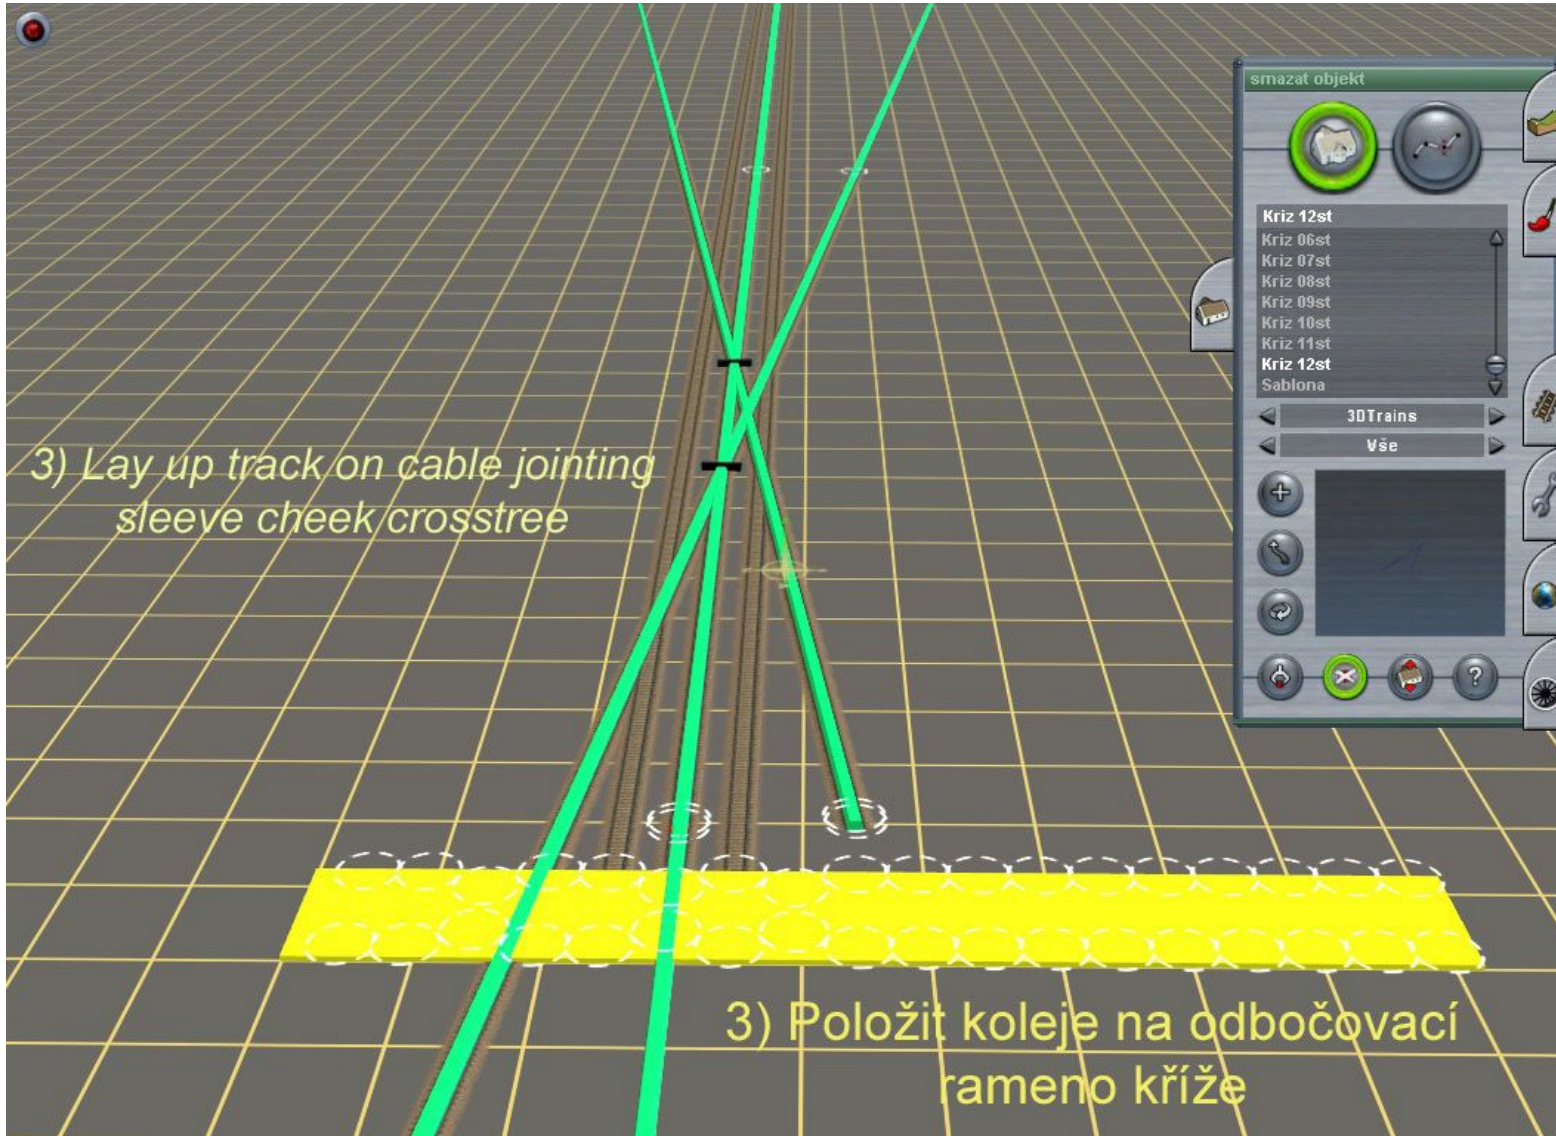 smazat objekt
Kriz 12st
Kriz 06st
Kriz 07st
Kriz 08st
Kriz 09st
Kriz 10st
Kriz 11st
Kriz 12st
Sablona
3DTrains
Vše
?
3) Lay up track on cable jointing
sleeve cheek crosstree
3) Položit koleje na odbočovací
rameno kříže